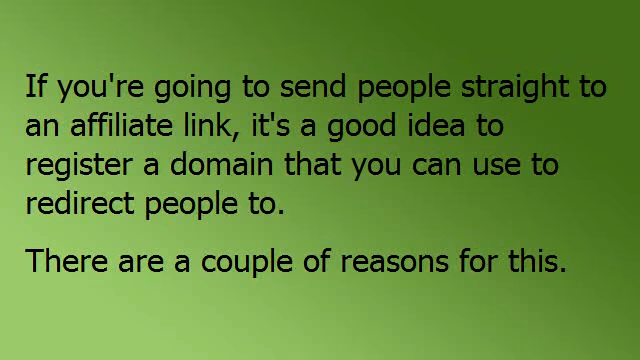 If you're going to send people straight to
an affiliate link, it's a good idea to
register a domain that you can use to
redirect people to.
There are a couple of reasons for this.